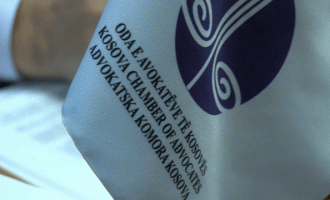 ODA E AVOKATËVE TË KOSOVËS
KOSOVA CHAMBER OF ADVOCATES
ADVOKATSKA KOMORA KOSOVA